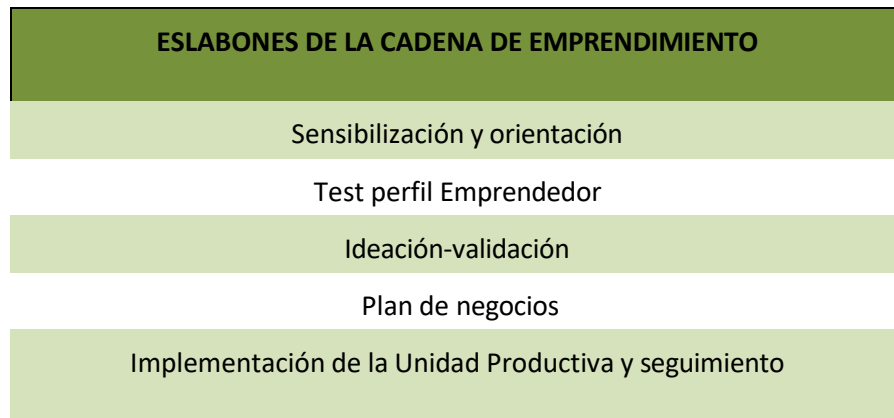 ESLABONES DE LA CADENA DE EMPRENDIMIENTO
Sensibilización y orientación
Test perfil Emprendedor
Ideación-validación
Plan de negocios
Implementación de la Unidad Productiva y seguimiento